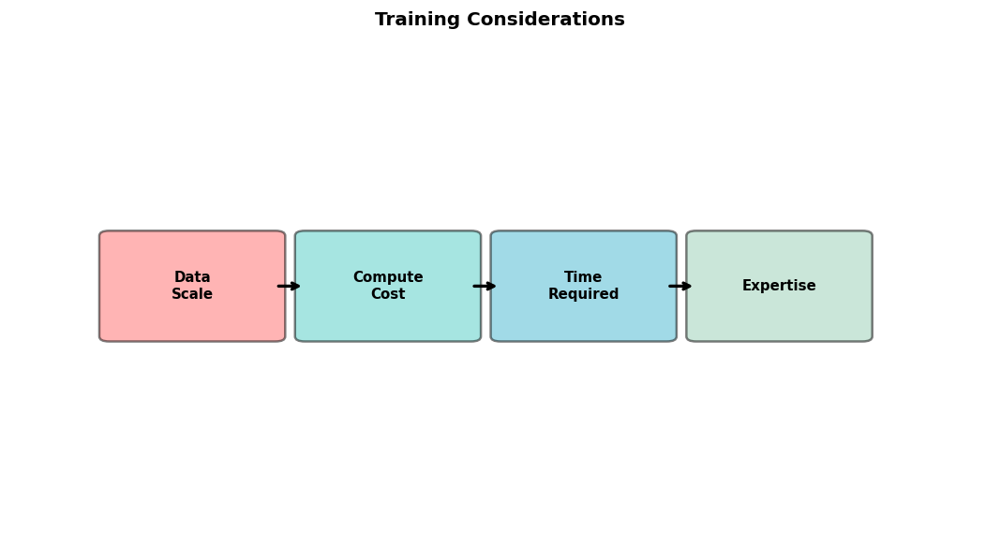 Training Considerations
Data
Scale
Compute
Cost
Time
Required
Expertise